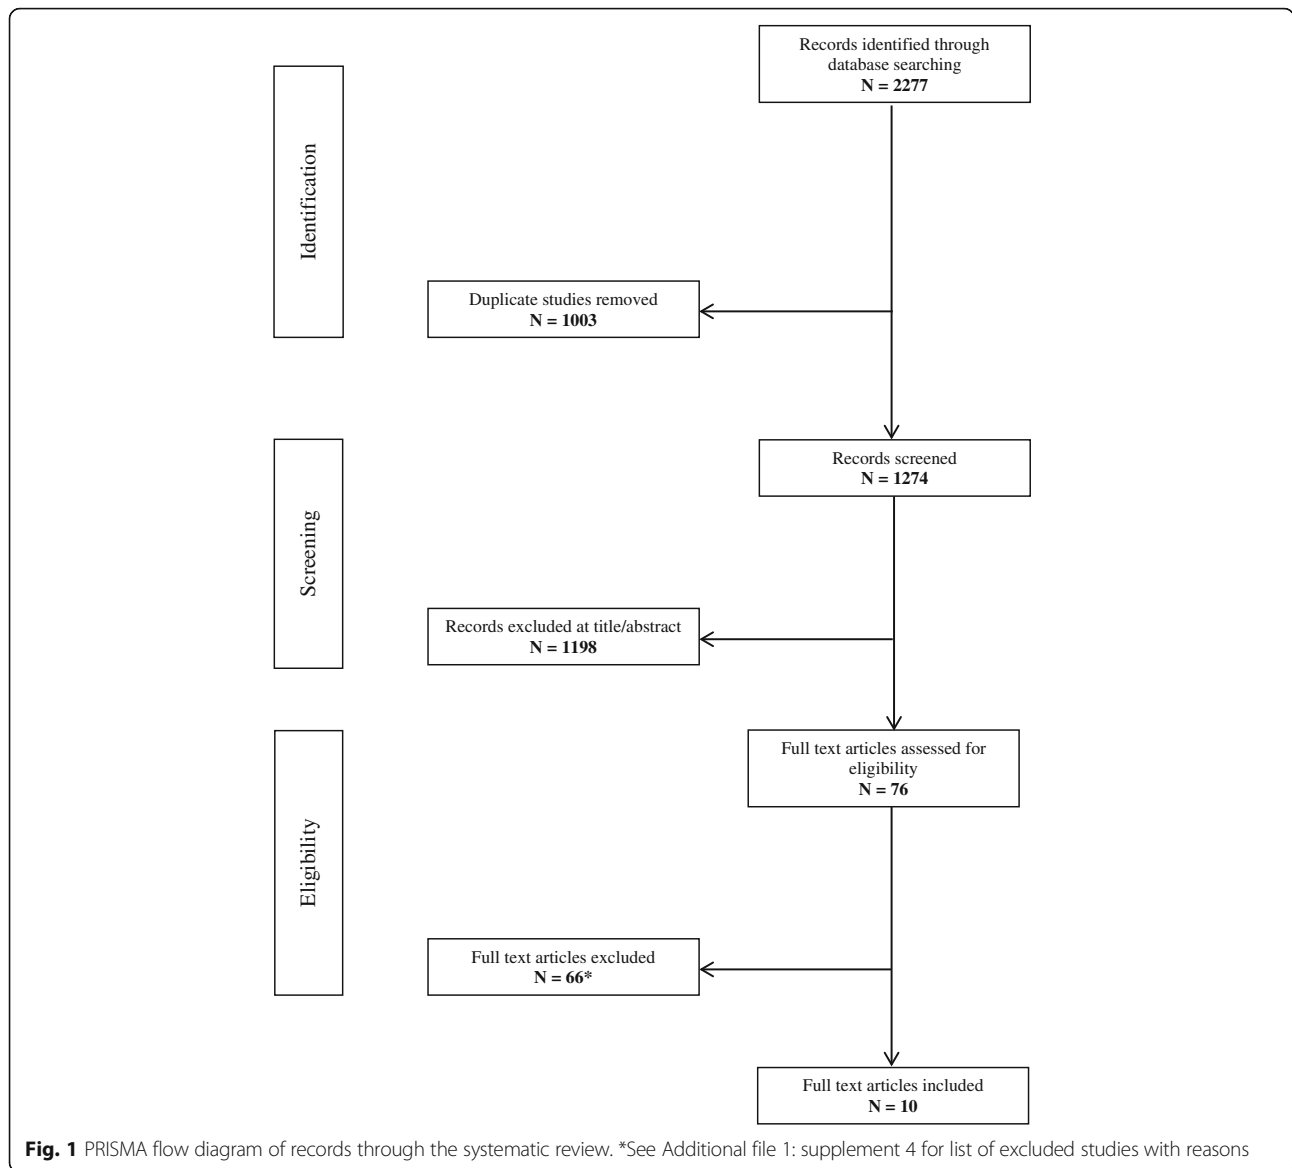 Records identified through
database searching
N = 2277
Identification
Duplicate studies removed
N = 1003
Records screened
N = 1274
Screening
Records excluded at title/abstract
N = 1198
Full text articles assessed for
eligibility
N = 76
Eligibility
Full text articles excluded
N = 66*
Full text articles included
N = 10
Fig. 1 PRISMA flow diagram of records through the systematic review. *See Additional file 1: supplement 4 for list of excluded studies with reasons